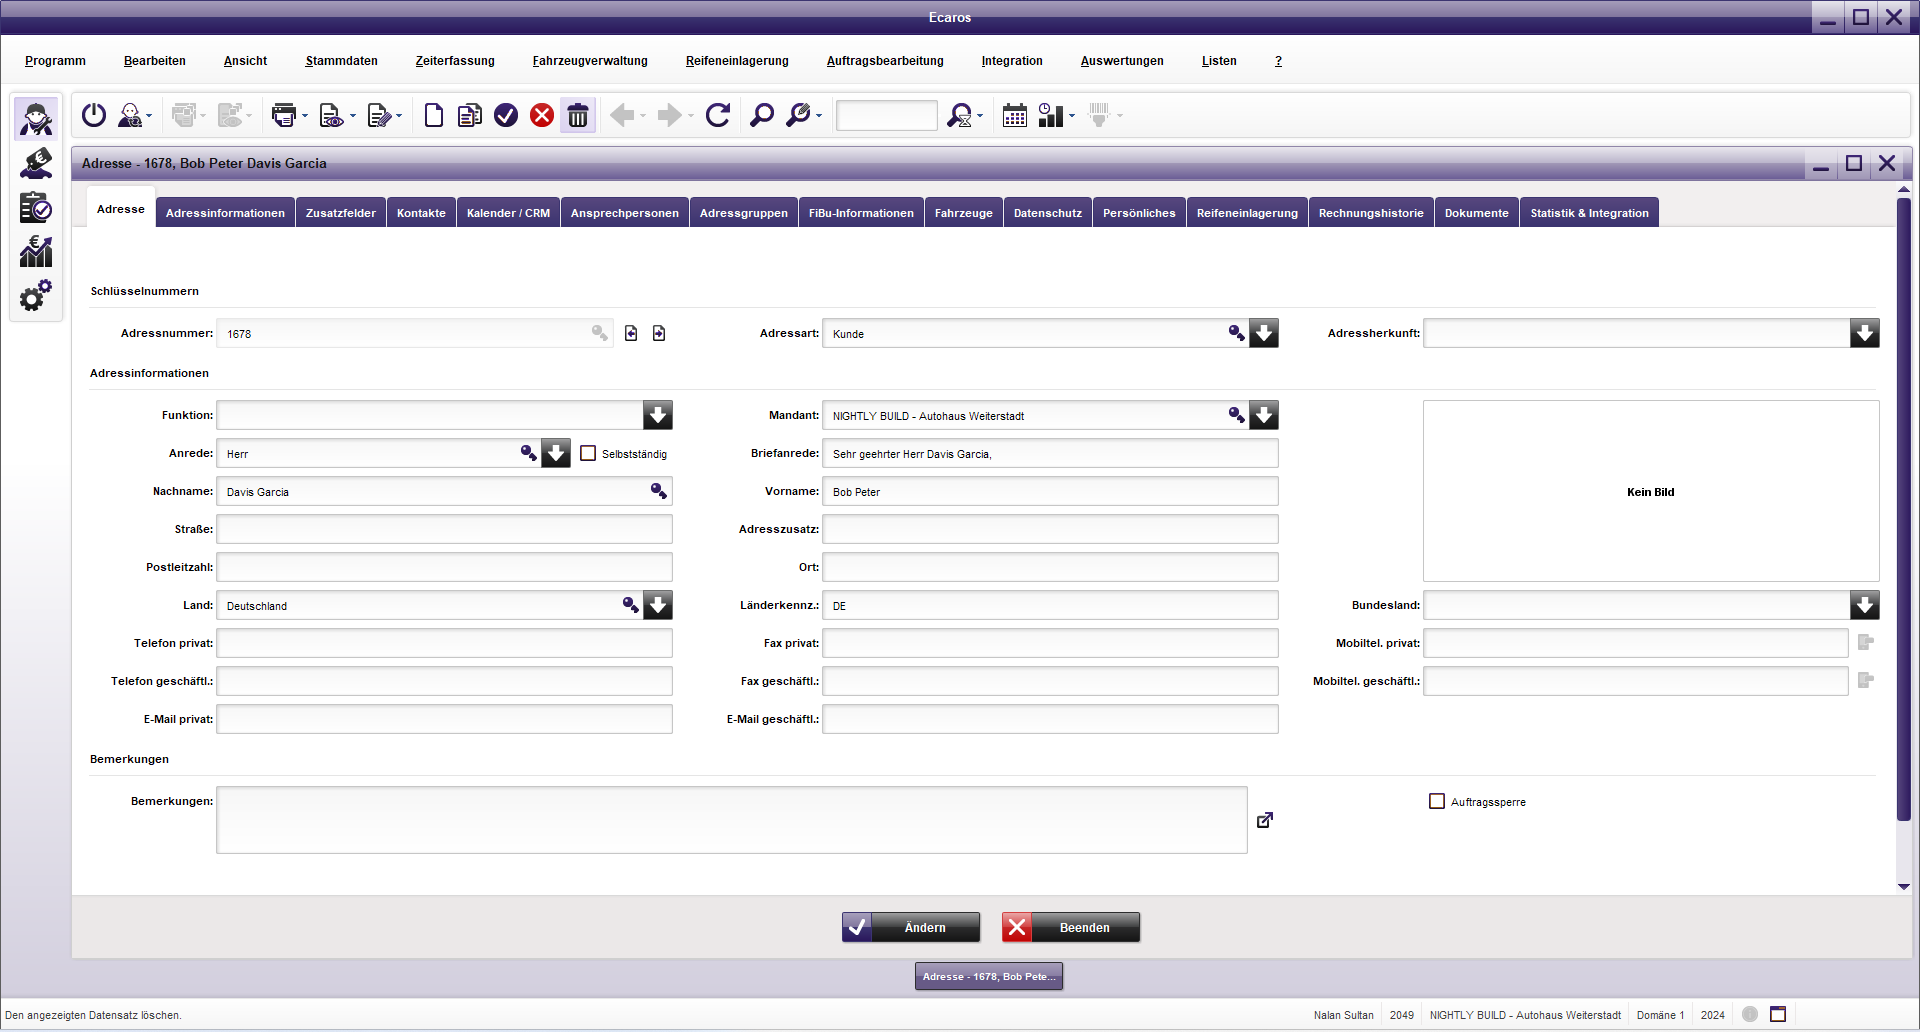 Ecaros
Programm Bearbeiten Ansicht Stammdaten Zeiterfassung Fahrzeugverwaltung Reifeneinlagerung Auftragsbearbeitung Integration Auswertungen Listen ?
Adresse - 1678, Bob Peter Davis Garcia
Adresse Adressinformationen Zusatzfelder Kontakte Kalender / CRM Ansprechpersonen Adressgruppen FiBu-Informationen Fahrzeuge Datenschutz Persönliches Reifeneinlagerung Rechnungshistorie Dokumente Statistik & Integration
Schlüsselnummern
Adressnummer: 1678 Adressart: Kunde Adressherkunft:
Adressinformationen
Funktion: Mandant: NIGHTLY BUILD - Autohaus Weiterstadt
Anrede: Herr Selbstständig Briefanrede: Sehr geehrter Herr Davis Garcia,
Nachname: Davis Garcia Vorname: Bob Peter Kein Bild
Straße: Adresszusatz:
Postleitzahl: Ort:
Land: Deutschland Länderkennz.: DE Bundesland:
Telefon privat: Fax privat: Mobiltel. privat:
Telefon geschäftl.: Fax geschäftl.: Mobiltel. geschäftl.:
E-Mail privat: E-Mail geschäftl.:
Bemerkungen
Bemerkungen: Auftragssperre
Ändern Beenden
Adresse - 1678, Bob Pete...
Den angezeigten Datensatz löschen. Nalan Sultan 2049 NIGHTLY BUILD - Autohaus Weiterstadt Domäne 1 2024